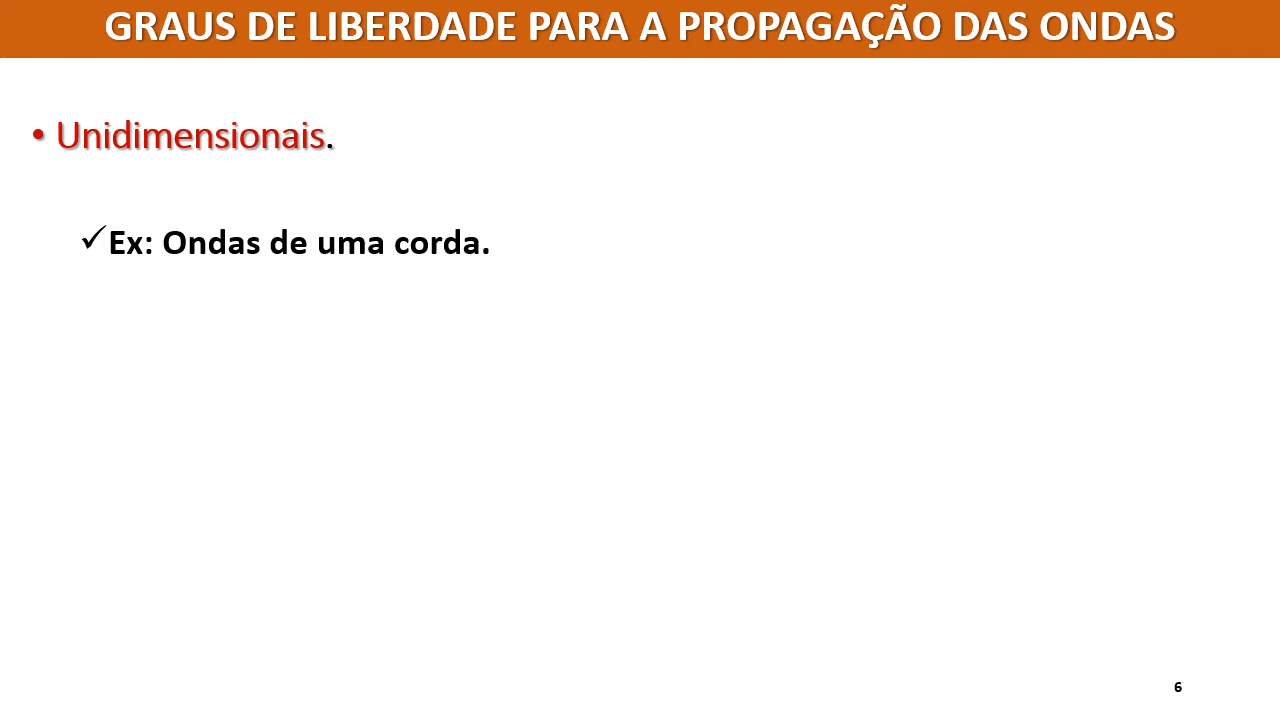 GRAUS DE LIBERDADE PARA A PROPAGAÇÃO DAS ONDAS
• Unidimensionais.
✓Ex: Ondas de uma corda.
6